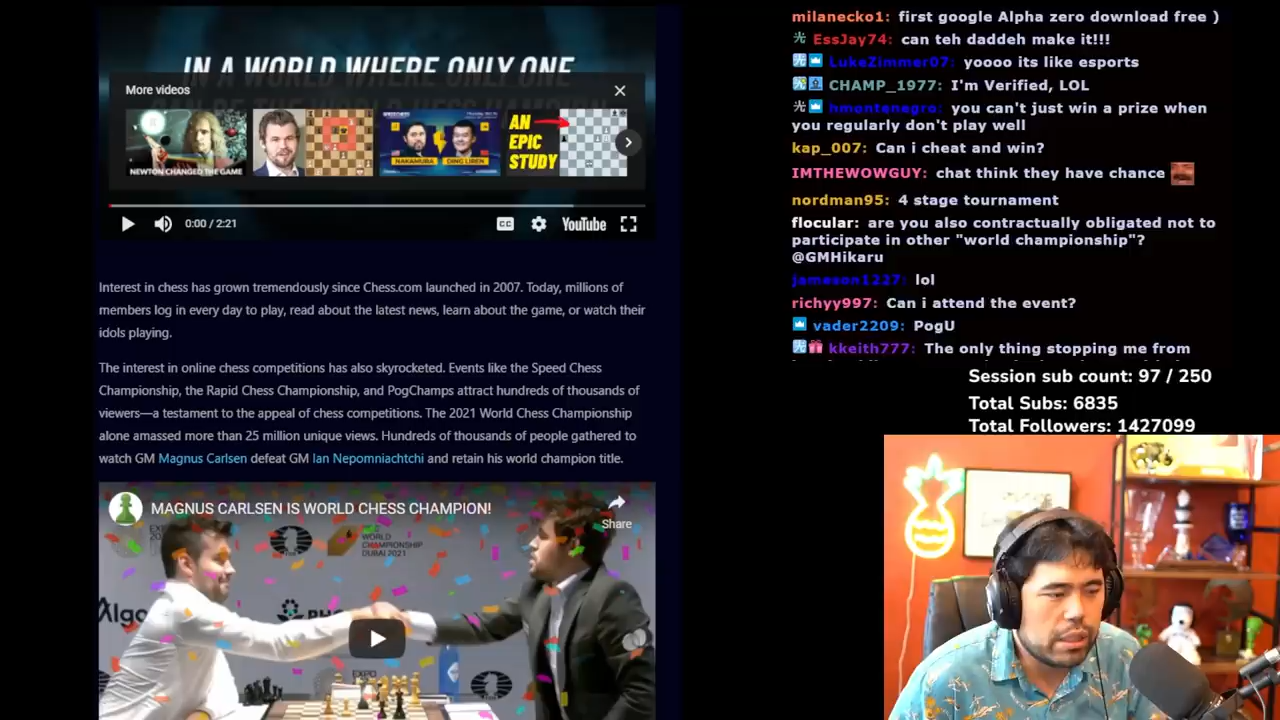 IN A WORLD WHERE ONLY ONE
More videos
NEWTON CHANGED THE GAME
NAKAMURA
DING LIREN
AN
EPIC
STUDY
0:00 / 2:21
CC
YouTube
Interest in chess has grown tremendously since Chess.com launched in 2007. Today, millions of
members log in every day to play, read about the latest news, learn about the game, or watch their
idols playing.
The interest in online chess competitions has also skyrocketed. Events like the Speed Chess
Championship, the Rapid Chess Championship, and PogChamps attract hundreds of thousands of
viewers—a testament to the appeal of chess competitions. The 2021 World Chess Championship
alone amassed more than 25 million unique views. Hundreds of thousands of people gathered to
watch GM Magnus Carlsen defeat GM Ian Nepomniachtchi and retain his world champion title.
MAGNUS CARLSEN IS WORLD CHESS CHAMPION!
Share
WORLD
CHAMPIONSHIP
DUBAI 2021
milanecko1: first google Alpha zero download free )
EssJay74: can teh daddeh make it!!!
LukeZimmer07: yoooo its like esports
CHAMP_1977: I'm Verified, LOL
hmontenegro: you can't just win a prize when
you regularly don't play well
kap_007: Can i cheat and win?
IMTHEWOWGUY: chat think they have chance
nordman95: 4 stage tournament
flocular: are you also contractually obligated not to
participate in other "world championship"?
@GMHikaru
jameson1227: lol
richyy997: Can i attend the event?
vader2209: PogU
kkeith777: The only thing stopping me from
Session sub count: 97 / 250
Total Subs: 6835
Total Followers: 1427099